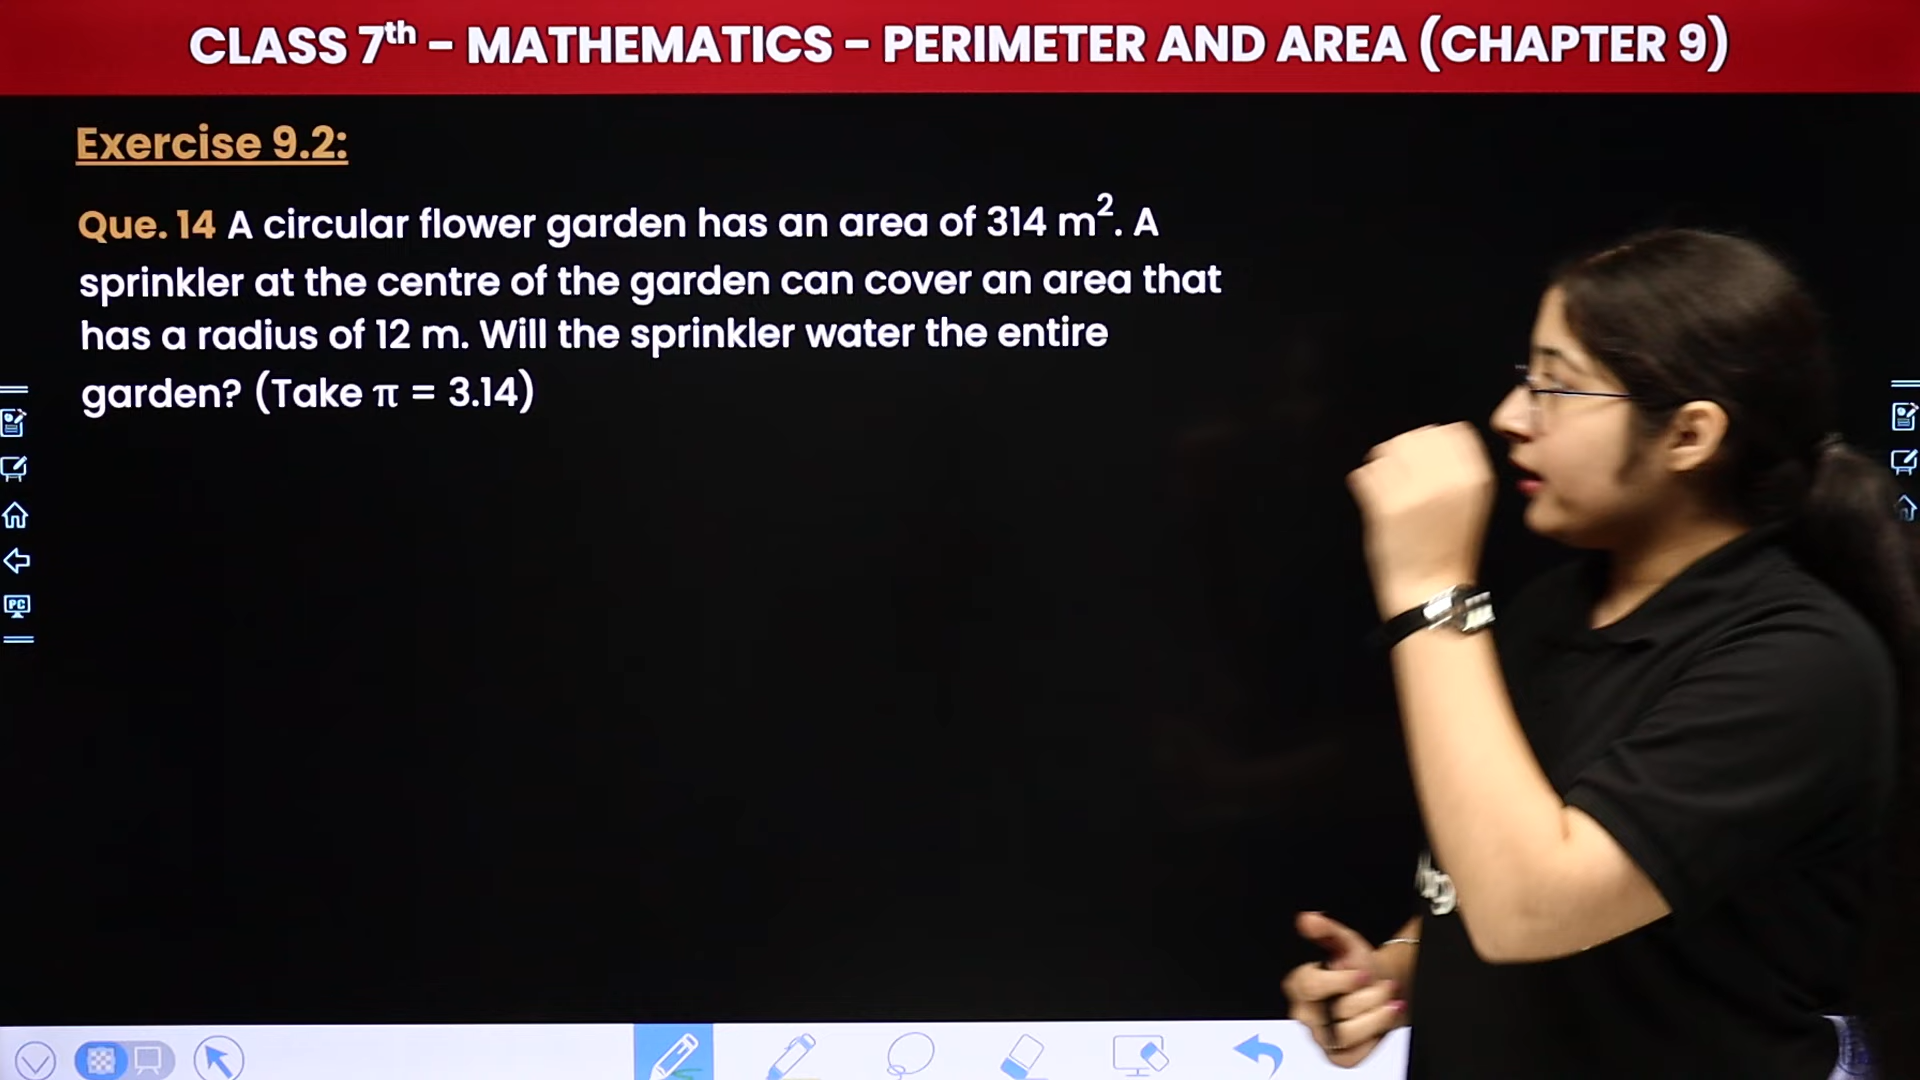 CLASS 7th – MATHEMATICS – PERIMETER AND AREA (CHAPTER 9)
Exercise 9.2:
Que. 14 A circular flower garden has an area of 314 m². A
sprinkler at the centre of the garden can cover an area that
has a radius of 12 m. Will the sprinkler water the entire
garden? (Take π = 3.14)
PC